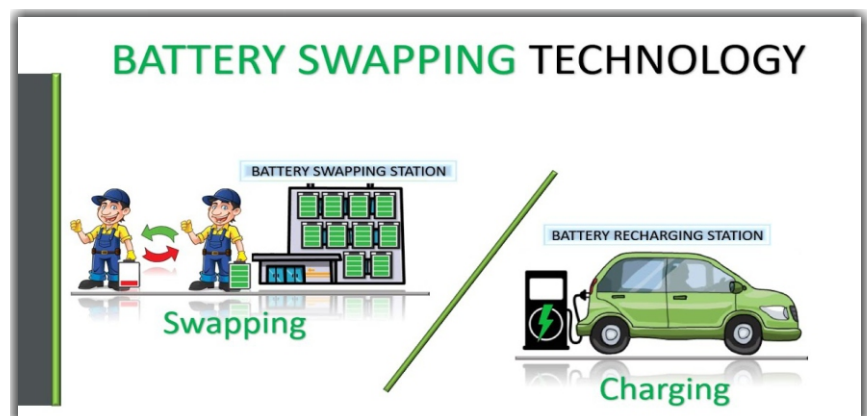 BATTERY SWAPPING TECHNOLOGY
BATTERY SWAPPING STATION
Swapping
BATTERY RECHARGING STATION
Charging